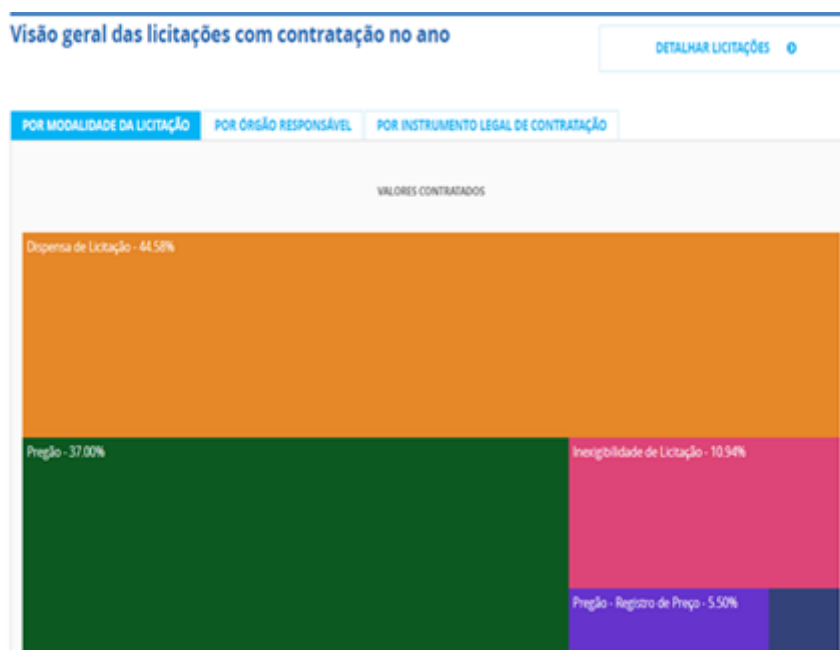 Visão geral das licitações com contratação no ano
DETALHAR LICITAÇÕES
POR MODALIDADE DA LICITAÇÃO
POR ÓRGÃO RESPONSÁVEL
POR INSTRUMENTO LEGAL DE CONTRATAÇÃO
VALORES CONTRATADOS
Dispensa de Licitação - 44.58%
Pregão - 37.00%
Inexigibilidade de Licitação - 10.94%
Pregão - Registro de Preço - 5.50%